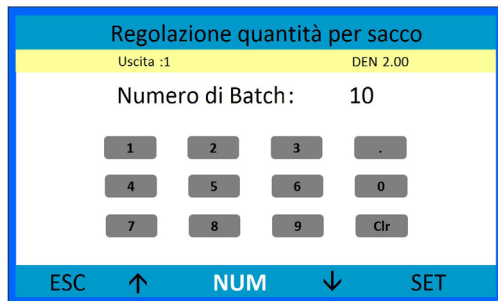 Regolazione quantità per sacco
Uscita :1 DEN 2.00
Numero di Batch: 10
1 2 3 .
4 5 6 0
7 8 9 Clr
ESC ↑ NUM ↓ SET